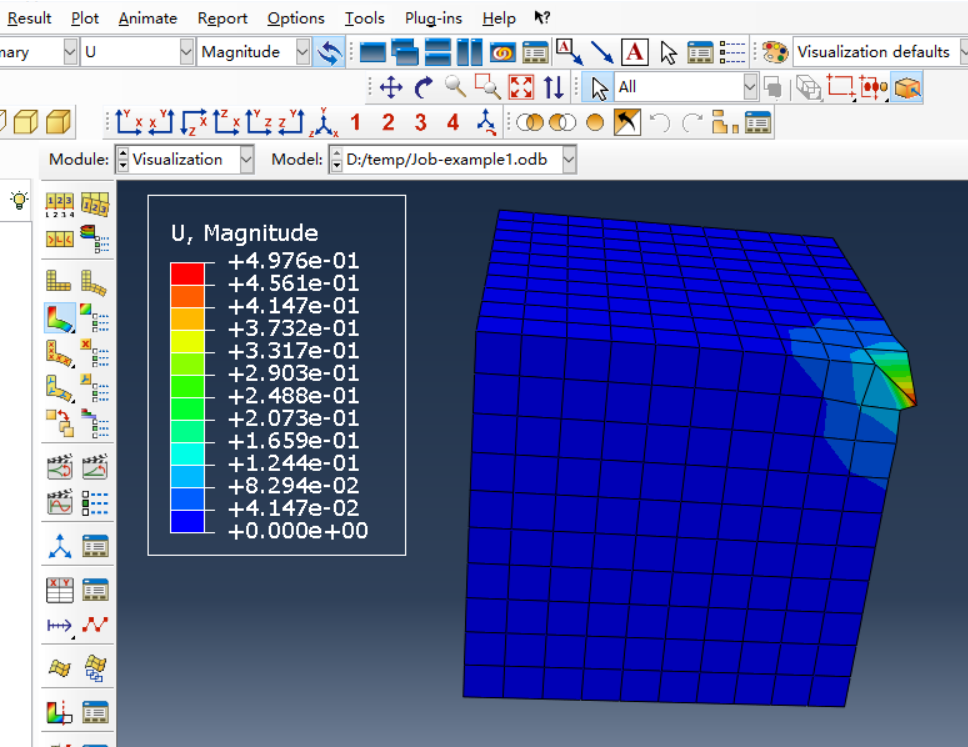 Result Plot Animate Report Options Tools Plug-ins Help
mary U Magnitude A A Visualization defaults
All
1 2 3 4
Module: Visualization Model: D:/temp/Job-example1.odb
U, Magnitude
+4.976e-01
+4.561e-01
+4.147e-01
+3.732e-01
+3.317e-01
+2.903e-01
+2.488e-01
+2.073e-01
+1.659e-01
+1.244e-01
+8.294e-02
+4.147e-02
+0.000e+00